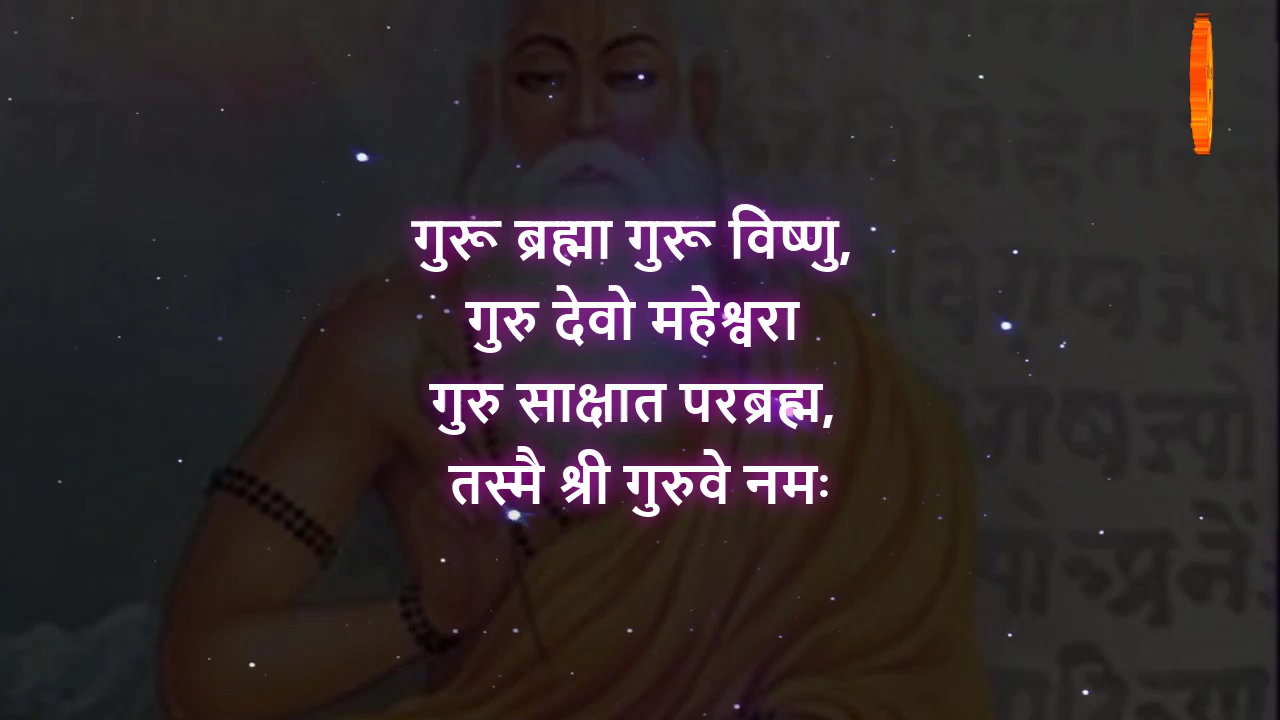 गुरू ब्रह्मा गुरू विष्णु,
गुरु देवो महेश्वरा
गुरु साक्षात परब्रह्म,
तस्मै श्री गुरुवे नमः